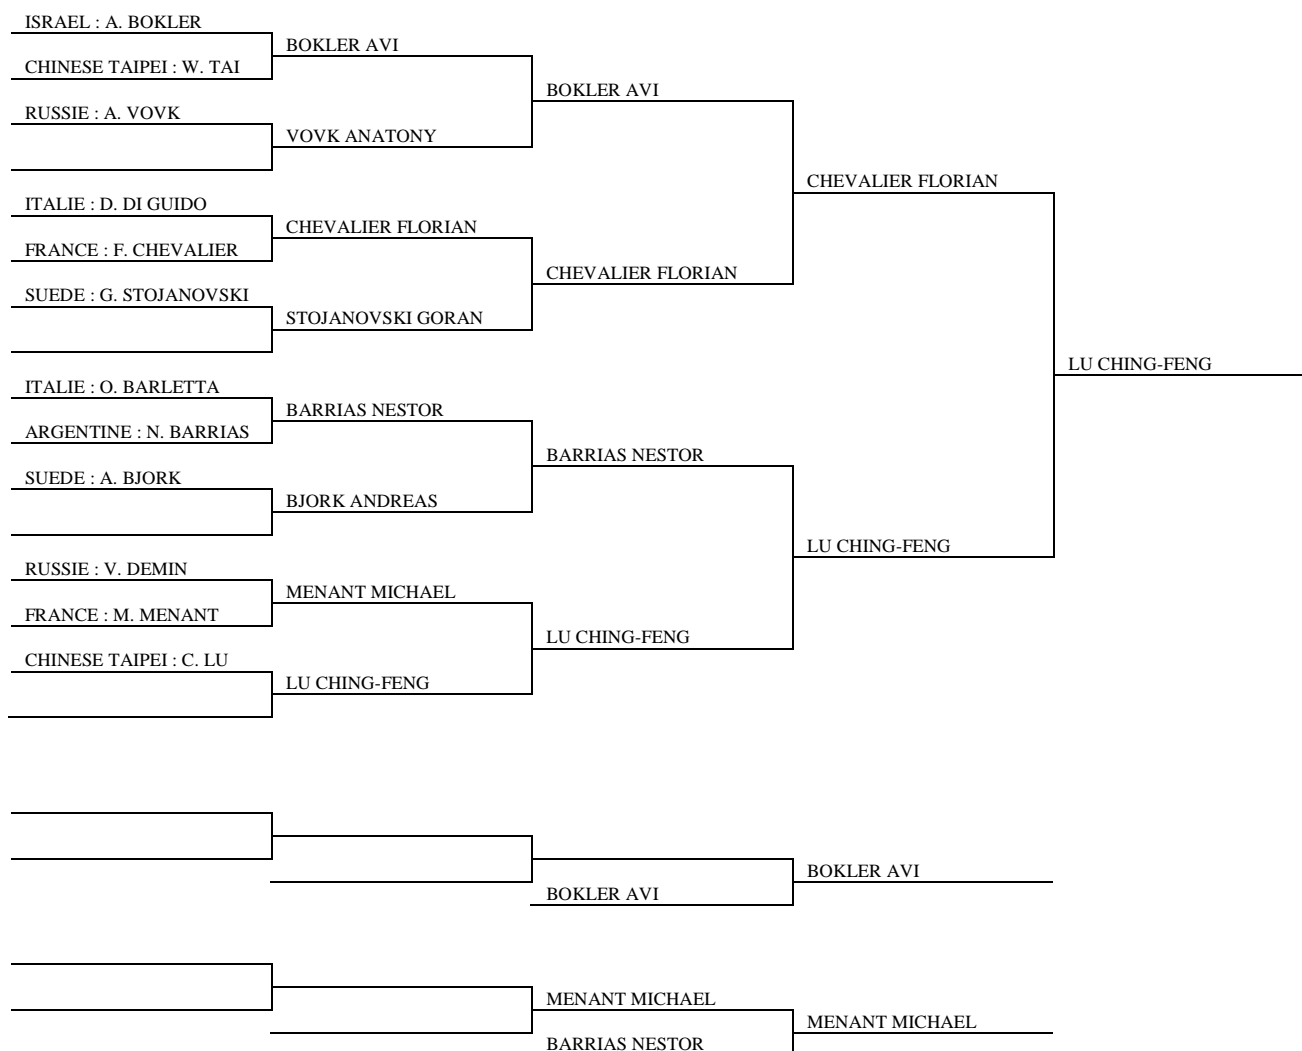 ISRAEL : A. BOKLER
BOKLER AVI
CHINESE TAIPEI : W. TAI
BOKLER AVI
RUSSIE : A. VOVK
VOVK ANATONY
CHEVALIER FLORIAN
ITALIE : D. DI GUIDO
CHEVALIER FLORIAN
FRANCE : F. CHEVALIER
CHEVALIER FLORIAN
SUEDE : G. STOJANOVSKI
STOJANOVSKI GORAN
LU CHING-FENG
ITALIE : O. BARLETTA
BARRIAS NESTOR
ARGENTINE : N. BARRIAS
BARRIAS NESTOR
SUEDE : A. BJORK
BJORK ANDREAS
LU CHING-FENG
RUSSIE : V. DEMIN
MENANT MICHAEL
FRANCE : M. MENANT
LU CHING-FENG
CHINESE TAIPEI : C. LU
LU CHING-FENG
BOKLER AVI
BOKLER AVI
MENANT MICHAEL
MENANT MICHAEL
BARRIAS NESTOR